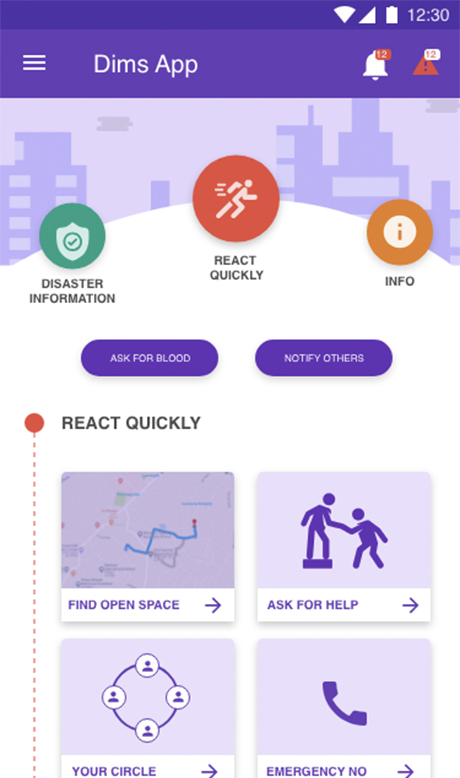 12:30
Dims App
12
12
DISASTER
INFORMATION
REACT
QUICKLY
INFO
ASK FOR BLOOD
NOTIFY OTHERS
REACT QUICKLY
FIND OPEN SPACE
ASK FOR HELP
YOUR CIRCLE
EMERGENCY NO